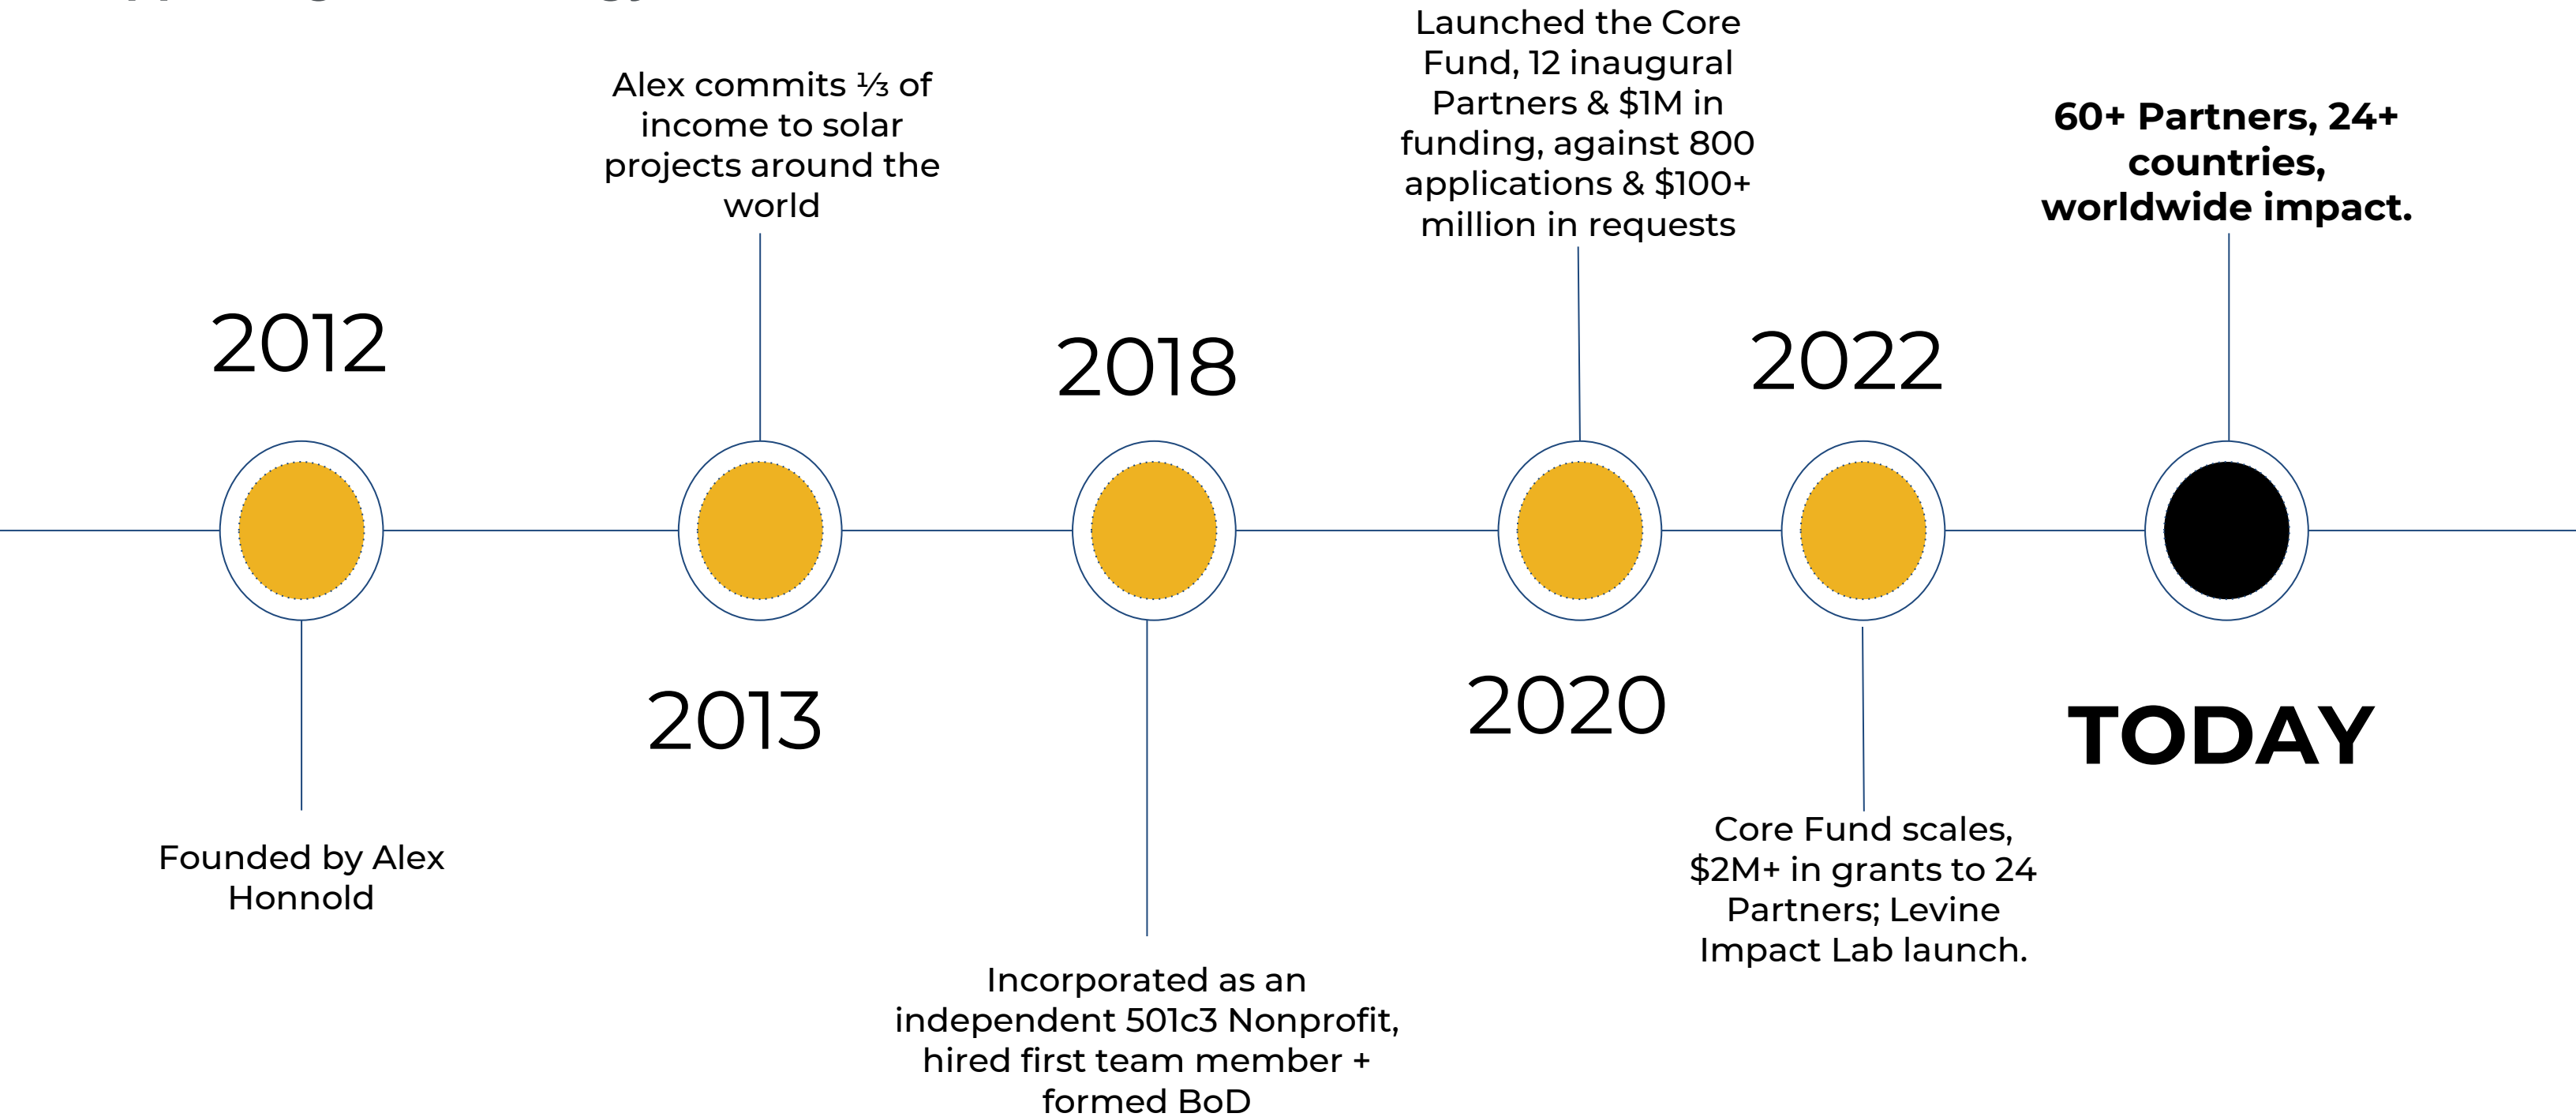 Launched the Core
Fund, 12 inaugural
Partners & $1M in
funding, against 800
applications & $100+
million in requests
Alex commits ⅓ of
income to solar
projects around the
world
60+ Partners, 24+
countries,
worldwide impact.
2012
2018
2022
2013
2020
TODAY
Founded by Alex
Honnold
Core Fund scales,
$2M+ in grants to 24
Partners; Levine
Impact Lab launch.
Incorporated as an
independent 501c3 Nonprofit,
hired first team member +
formed BoD